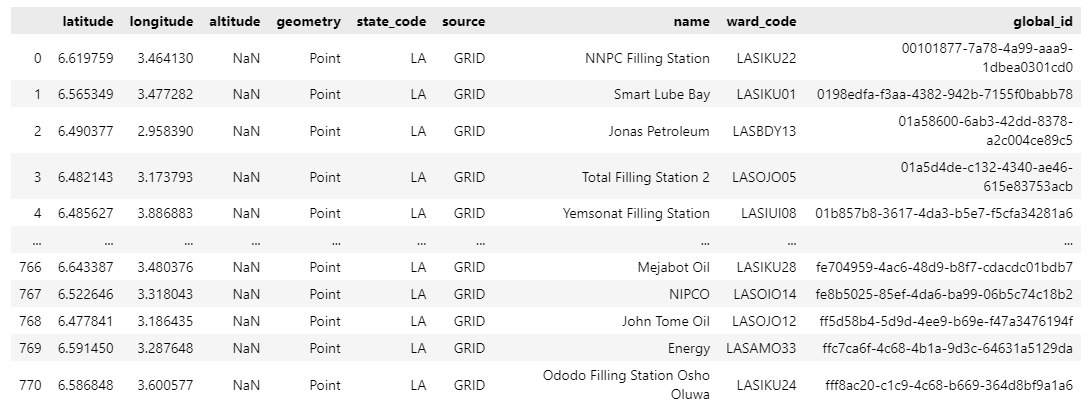 latitude longitude altitude geometry state_code source name ward_code global_id
0 6.619759 3.464130 NaN Point LA GRID NNPC Filling Station LASIKU22 00101877-7a78-4a99-aaa9-
1dbea0301cd0
1 6.565349 3.477282 NaN Point LA GRID Smart Lube Bay LASIKU01 0198edfa-f3aa-4382-942b-7155f0babb78
2 6.490377 2.958390 NaN Point LA GRID Jonas Petroleum LASBDY13 01a58600-6ab3-42dd-8378-
a2c004ce89c5
3 6.482143 3.173793 NaN Point LA GRID Total Filling Station 2 LASOJO05 01a5d4de-c132-4340-ae46-
615e83753acb
4 6.485627 3.886883 NaN Point LA GRID Yemsonat Filling Station LASIUI08 01b857b8-3617-4da3-b5e7-f5cfa34281a6
... ... ... ... ... ... ... ... ... ...
766 6.643387 3.480376 NaN Point LA GRID Mejabot Oil LASIKU28 fe704959-4ac6-48d9-b8f7-cdacdc01bdb7
767 6.522646 3.318043 NaN Point LA GRID NIPCO LASOIO14 fe8b5025-85ef-4da6-ba99-06b5c74c18b2
768 6.477841 3.186435 NaN Point LA GRID John Tome Oil LASOJO12 ff5d58b4-5d9d-4ee9-b69e-f47a3476194f
769 6.591450 3.287648 NaN Point LA GRID Energy LASAMO33 ffc7ca6f-4c68-4b1a-9d3c-64631a5129da
770 6.586848 3.600577 NaN Point LA GRID Ododo Filling Station Osho
Oluwa LASIKU24 fff8ac20-c1c9-4c68-b669-364d8bf9a1a6